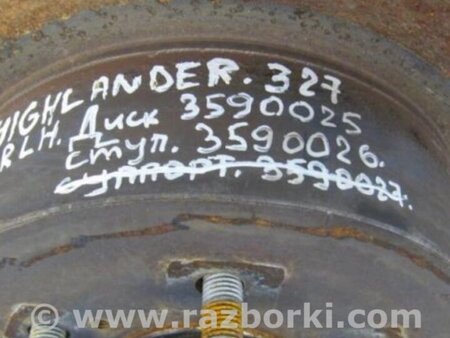 HIGHLANDER. 327
RLH. Диск 3590025
Ступ. 3590026.
суппорт. 3590027.
www.razborki.com